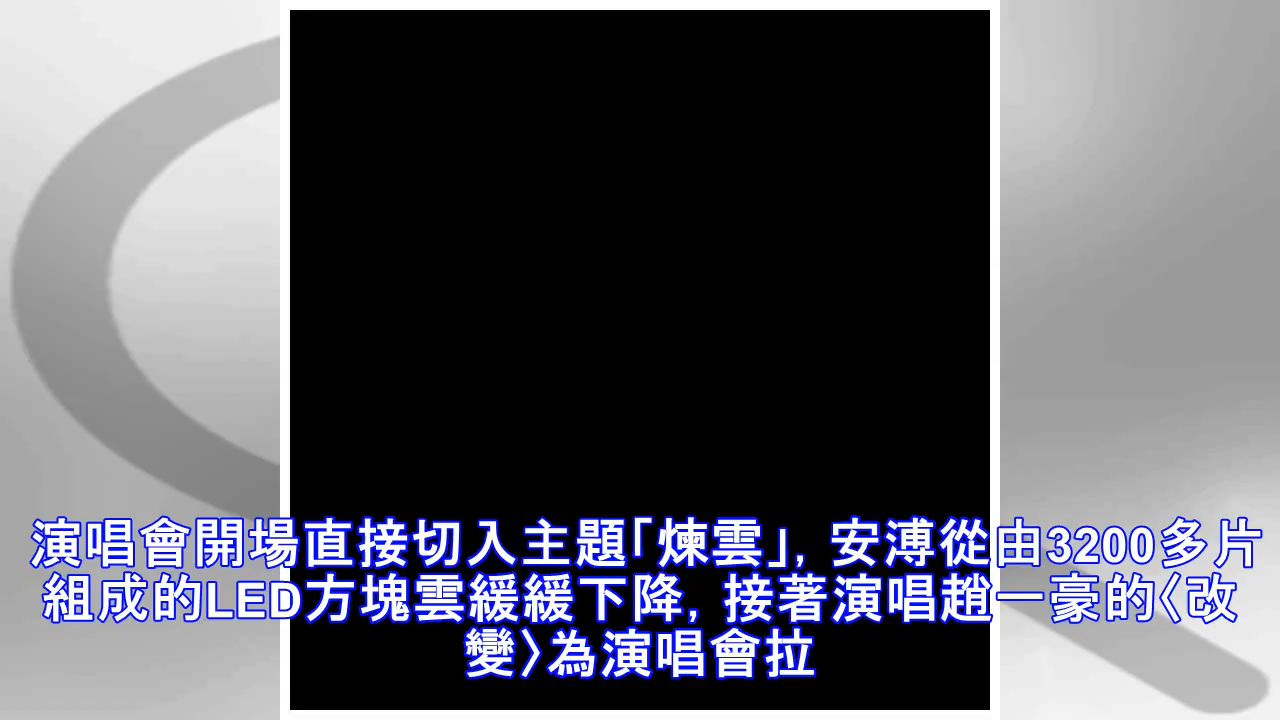 演唱會開場直接切入主題「煉雲」, 安溥從由3200多片
組成的LED方塊雲緩緩下降, 接著演唱趙一豪的〈改
變〉為演唱會拉